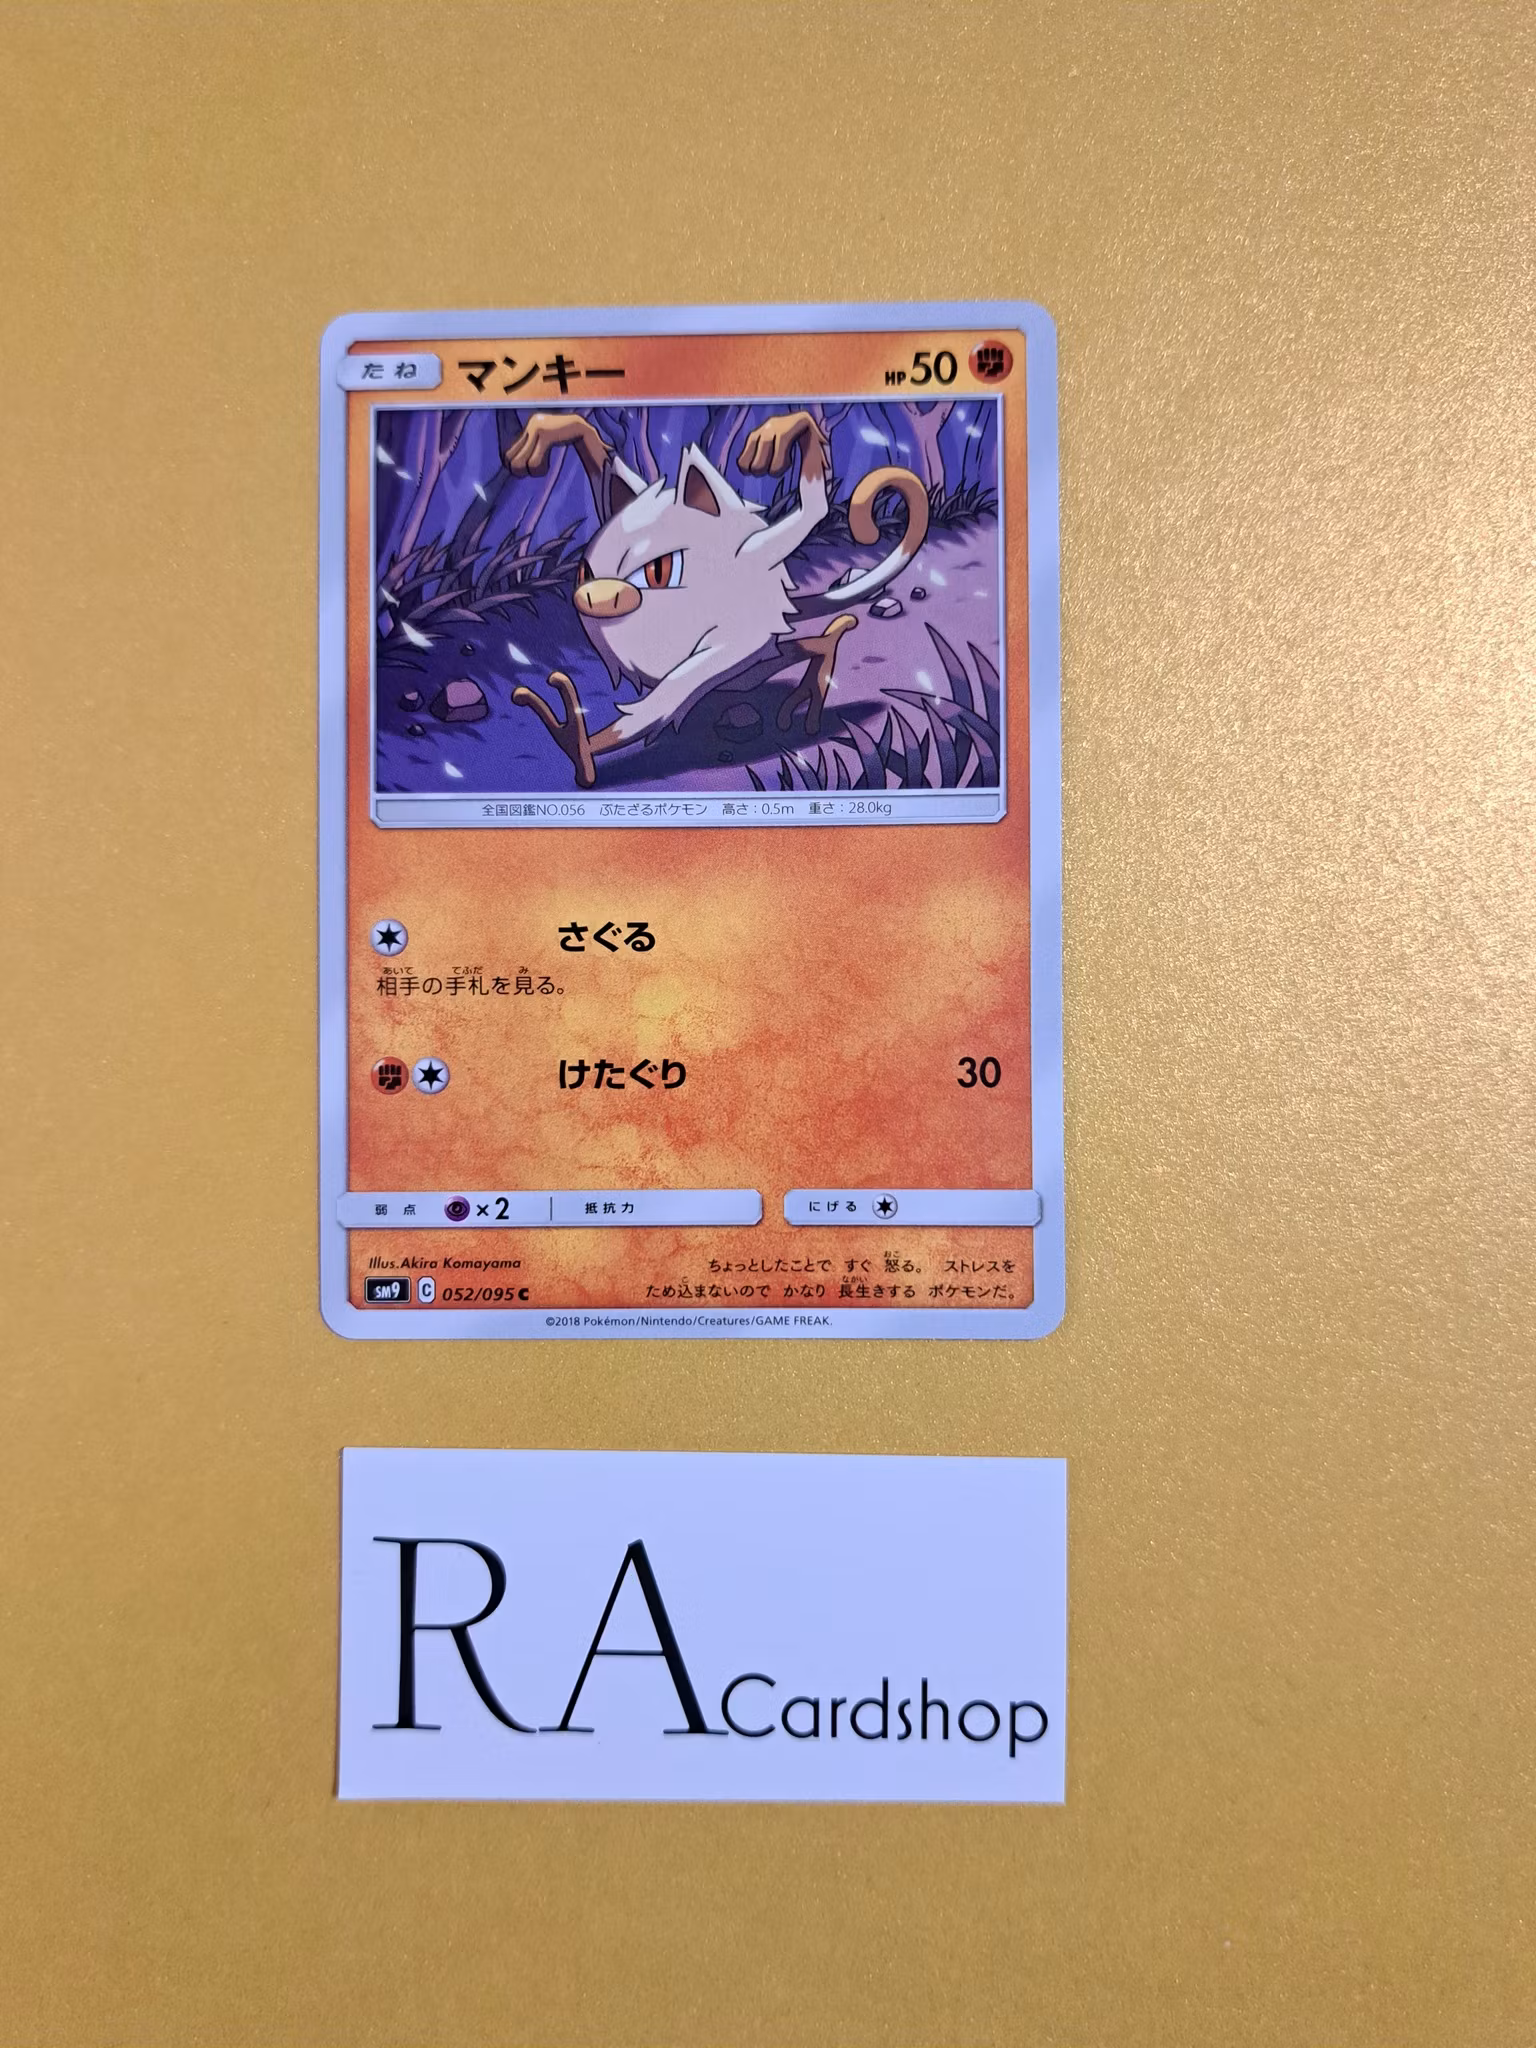 たね マンキー HP50
全国図鑑NO.056 ぶたざるポケモン 高さ：0.5m 重さ：28.0kg
さぐる
相手の手札を見る。
けたぐり 30
弱点 ×2 抵抗力 にげる
Illus.Akira Komayama
ちょっとしたことで すぐ 怒る。 ストレスを
ため込まないので かなり 長生きする ポケモンだ。
SM9 C 052/095 C
©2018 Pokémon/Nintendo/Creatures/GAME FREAK.
RA Cardshop